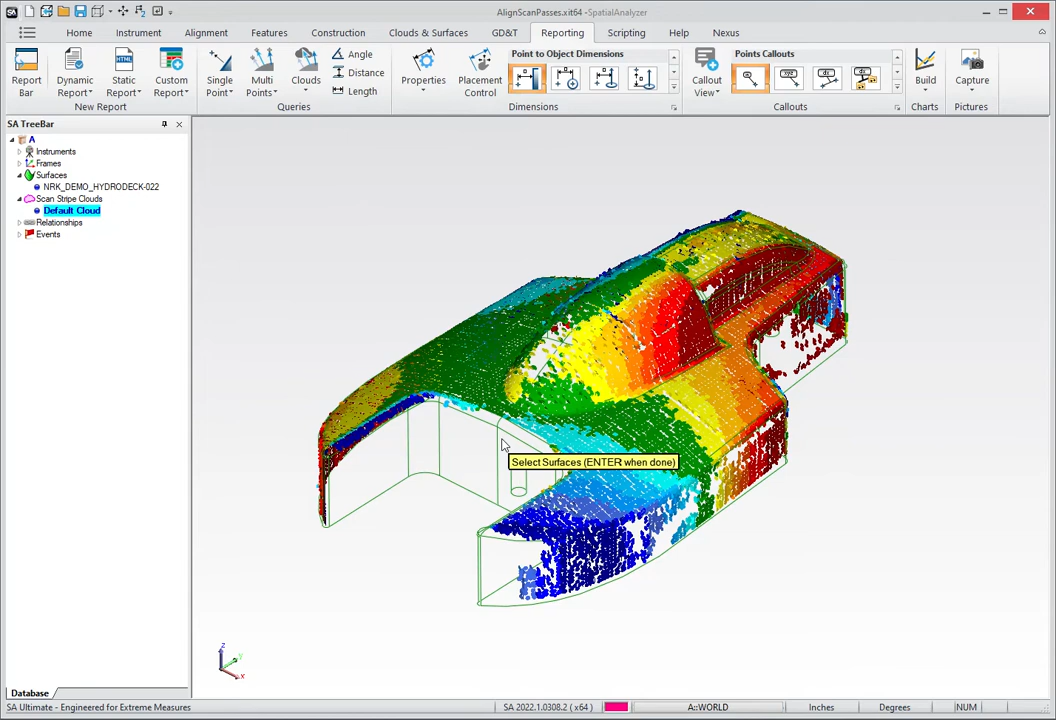 SA
AlignScanPasses.xit64 - SpatialAnalyzer
Home Instrument Alignment Features Construction Clouds & Surfaces GD&T Reporting Scripting Help Nexus
Report Bar
Dynamic Report
Static Report
Custom Report
New Report
Single Point
Multi Points
Clouds
Angle
Distance
Length
Queries
Properties
Placement Control
Point to Object Dimensions
Dimensions
Callout View
Points Callouts
Callouts
Build
Charts
Capture
Pictures
SA TreeBar
A
Instruments
Frames
Surfaces
NRK_DEMO_HYDRODECK-022
Scan Stripe Clouds
Default Cloud
Relationships
Events
Select Surfaces (ENTER when done)
z
y
x
Database
SA Ultimate - Engineered for Extreme Measures
SA 2022.1.0308.2 ( x64 )
A::WORLD
Inches
Degrees
NUM